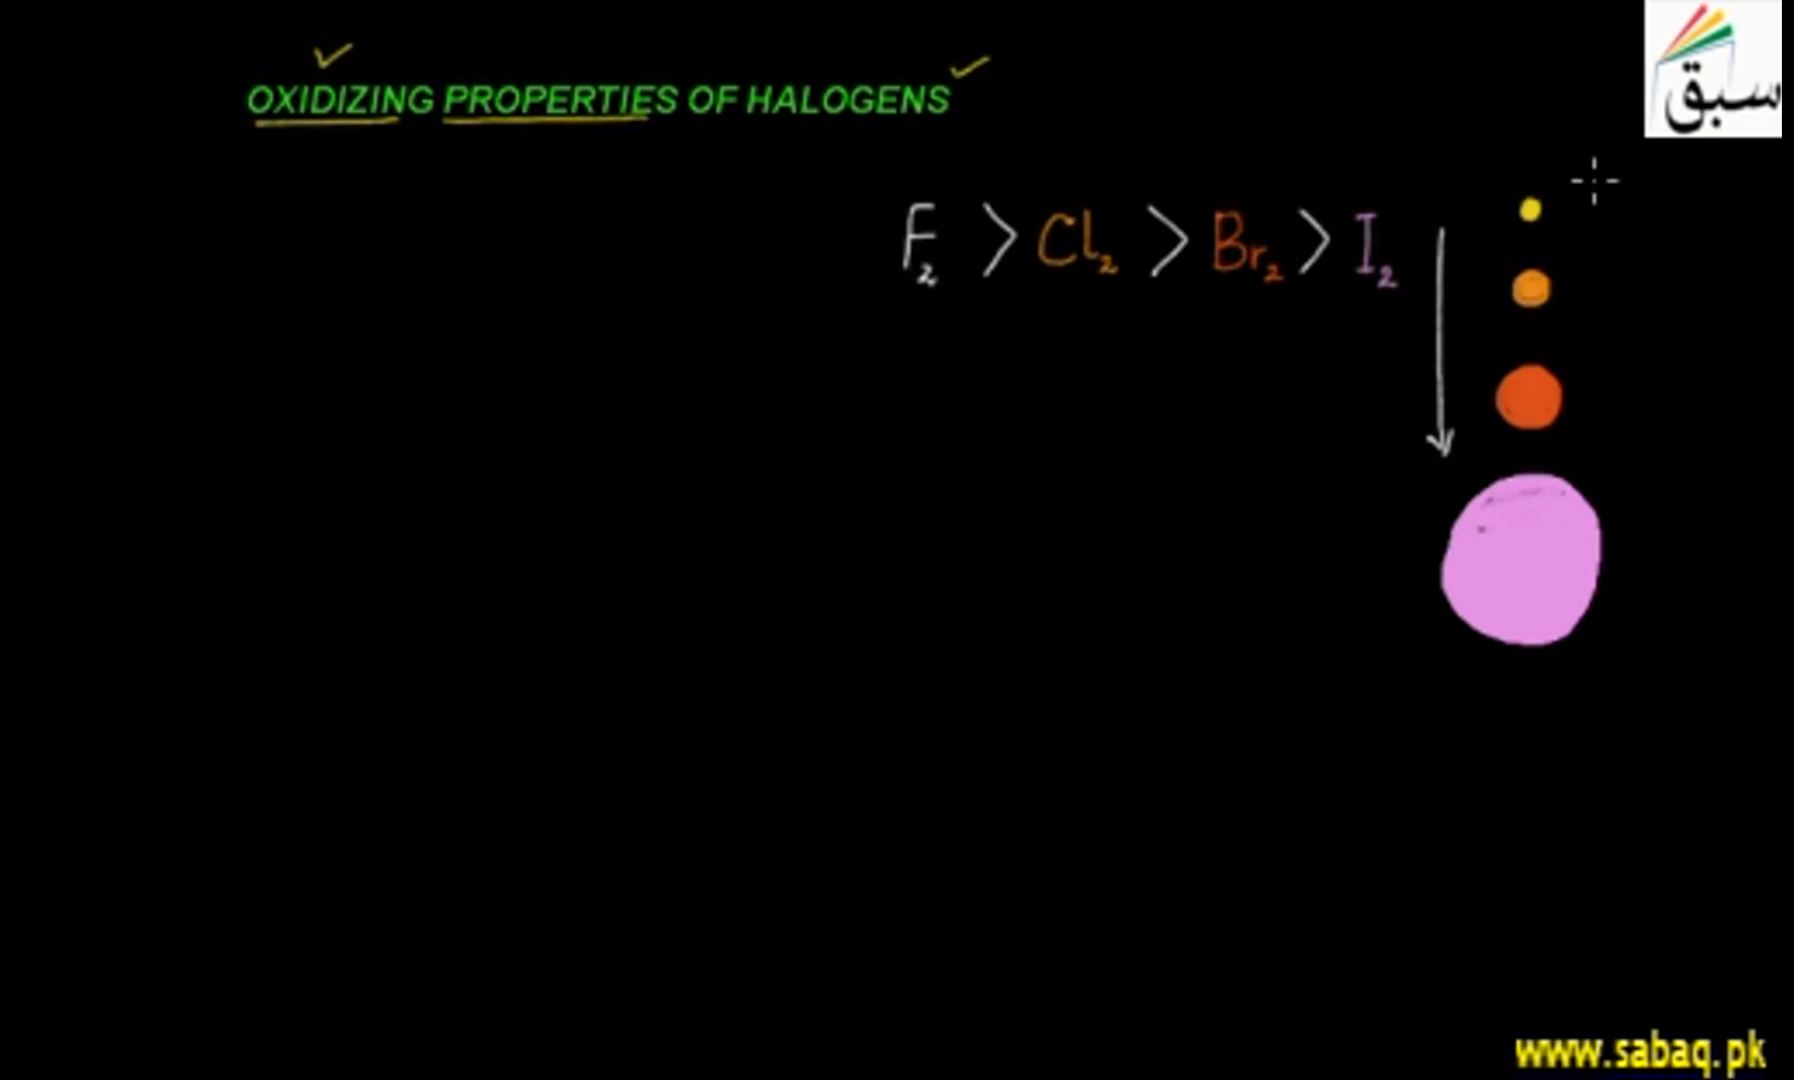 OXIDIZING PROPERTIES OF HALOGENS
سبق
F₂ > Cl₂ > Br₂ > I₂
www.sabaq.pk